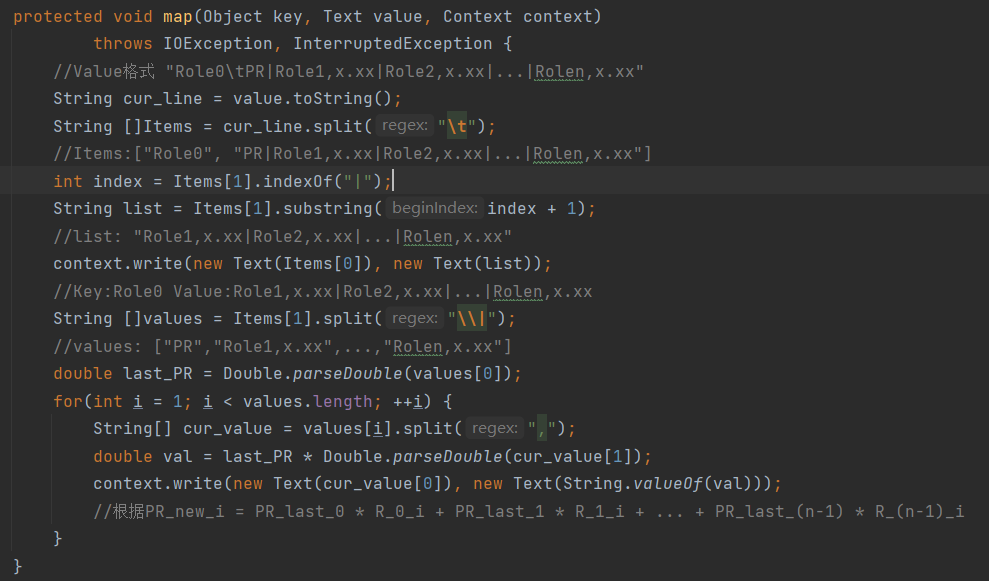 protected void map(Object key, Text value, Context context)
        throws IOException, InterruptedException {
    //Value格式 "Role0\tPR|Role1,x.xx|Role2,x.xx|...|Rolen,x.xx"
    String cur_line = value.toString();
    String []Items = cur_line.split( regex: "\t");
    //Items:["Role0", "PR|Role1,x.xx|Role2,x.xx|...|Rolen,x.xx"]
    int index = Items[1].indexOf("|");
    String list = Items[1].substring( beginIndex: index + 1);
    //list: "Role1,x.xx|Role2,x.xx|...|Rolen,x.xx"
    context.write(new Text(Items[0]), new Text(list));
    //Key:Role0 Value:Role1,x.xx|Role2,x.xx|...|Rolen,x.xx
    String []values = Items[1].split( regex: "\\|");
    //values: ["PR","Role1,x.xx",...,"Rolen,x.xx"]
    double last_PR = Double.parseDouble(values[0]);
    for(int i = 1; i < values.length; ++i) {
        String[] cur_value = values[i].split( regex: ",");
        double val = last_PR * Double.parseDouble(cur_value[1]);
        context.write(new Text(cur_value[0]), new Text(String.valueOf(val)));
        //根据PR_new_i = PR_last_0 * R_0_i + PR_last_1 * R_1_i + ... + PR_last_(n-1) * R_(n-1)_i
    }
}